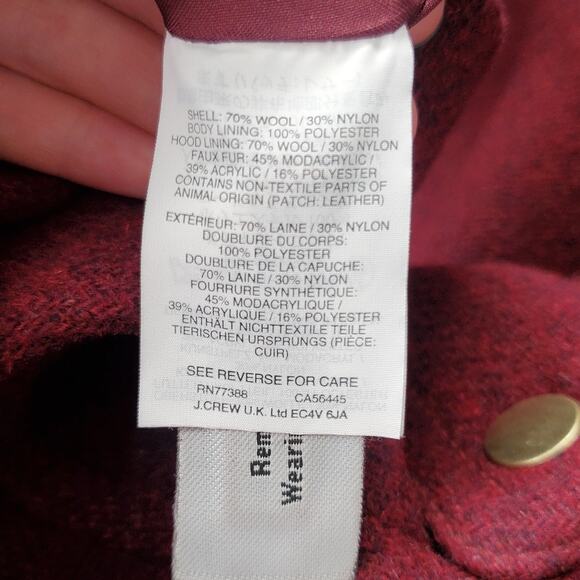 SHELL: 70% WOOL / 30% NYLON
BODY LINING: 100% POLYESTER
HOOD LINING: 70% WOOL / 30% NYLON
FAUX FUR: 45% MODACRYLIC /
39% ACRYLIC / 16% POLYESTER
CONTAINS NON-TEXTILE PARTS OF
ANIMAL ORIGIN (PATCH: LEATHER)
EXTÉRIEUR: 70% LAINE / 30% NYLON
DOUBLURE DU CORPS:
100% POLYESTER
DOUBLURE DE LA CAPUCHE:
70% LAINE / 30% NYLON
FOURRURE SYNTHÉTIQUE:
45% MODACRYLIQUE /
39% ACRYLIQUE / 16% POLYESTER
ENTHÄLT NICHTTEXTILE TEILE
TIERISCHEN URSPRUNGS (PIÈCE:
CUIR)
SEE REVERSE FOR CARE
RN77388 CA56445
J.CREW U.K. Ltd EC4V 6JA